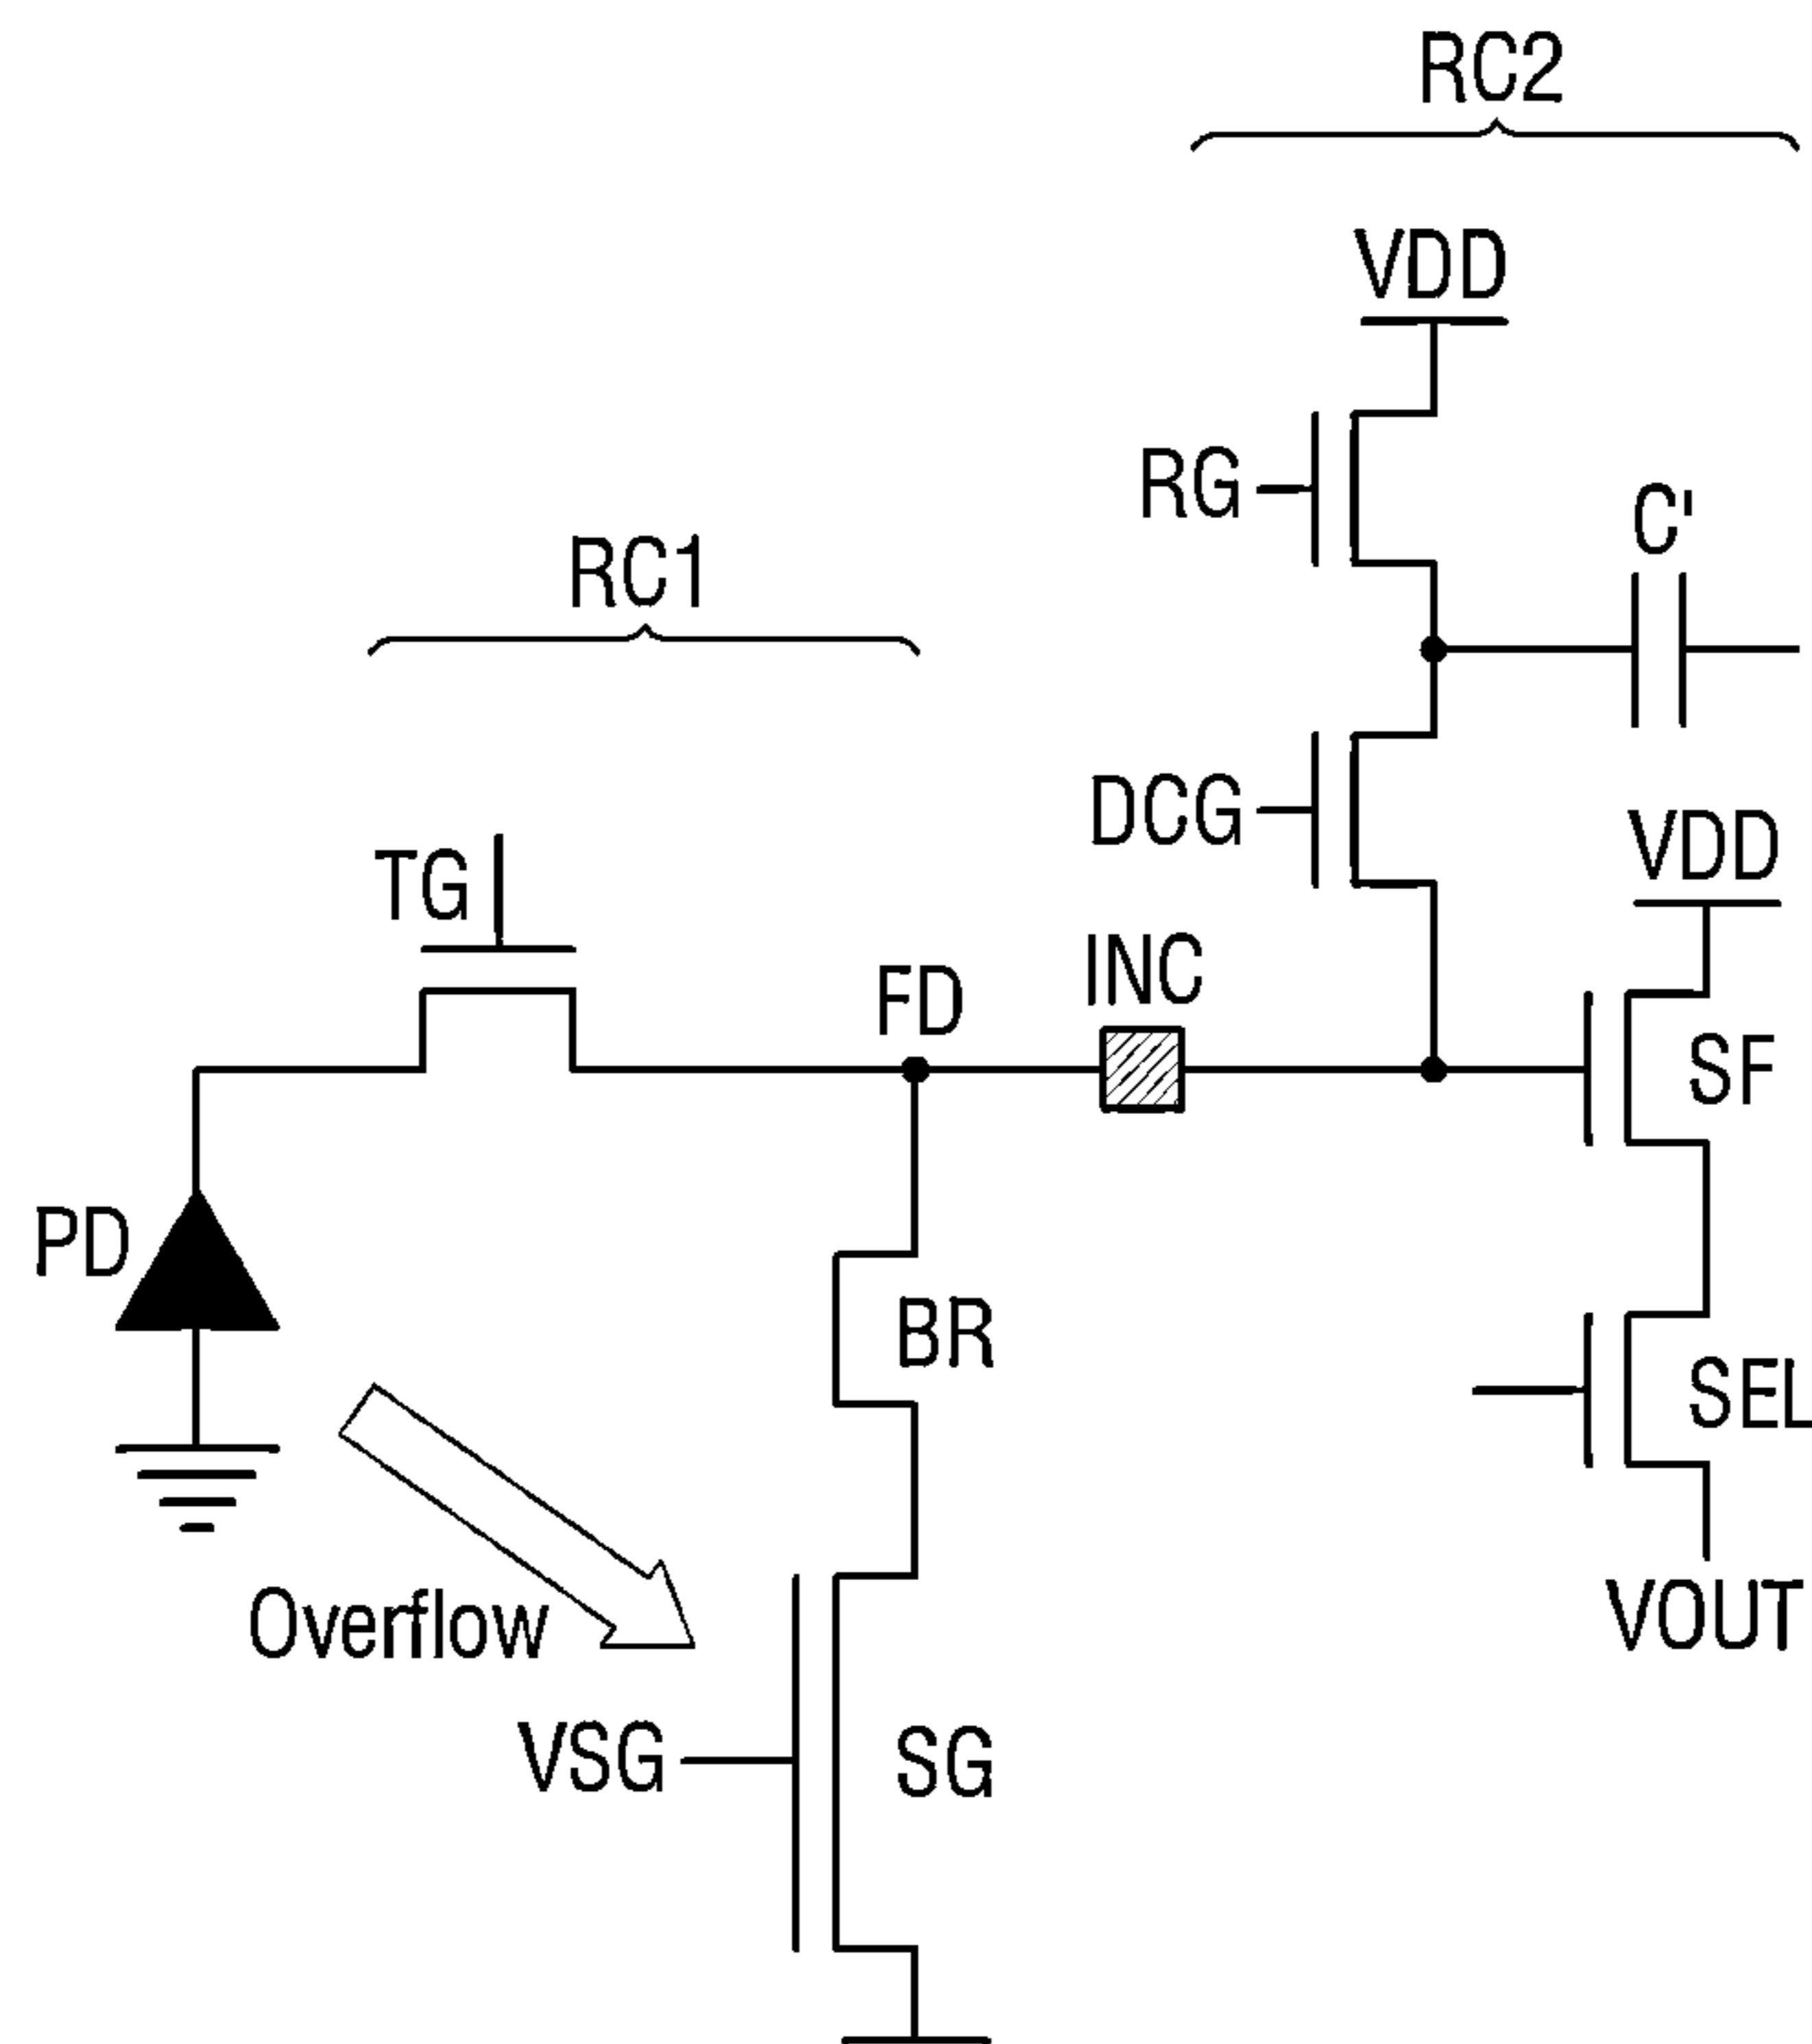 RC2
VDD
RG
C'
RC1
DCG
VDD
TG
INC
FD
SF
PD
BR
SEL
Overflow
VOUT
VSG
SG